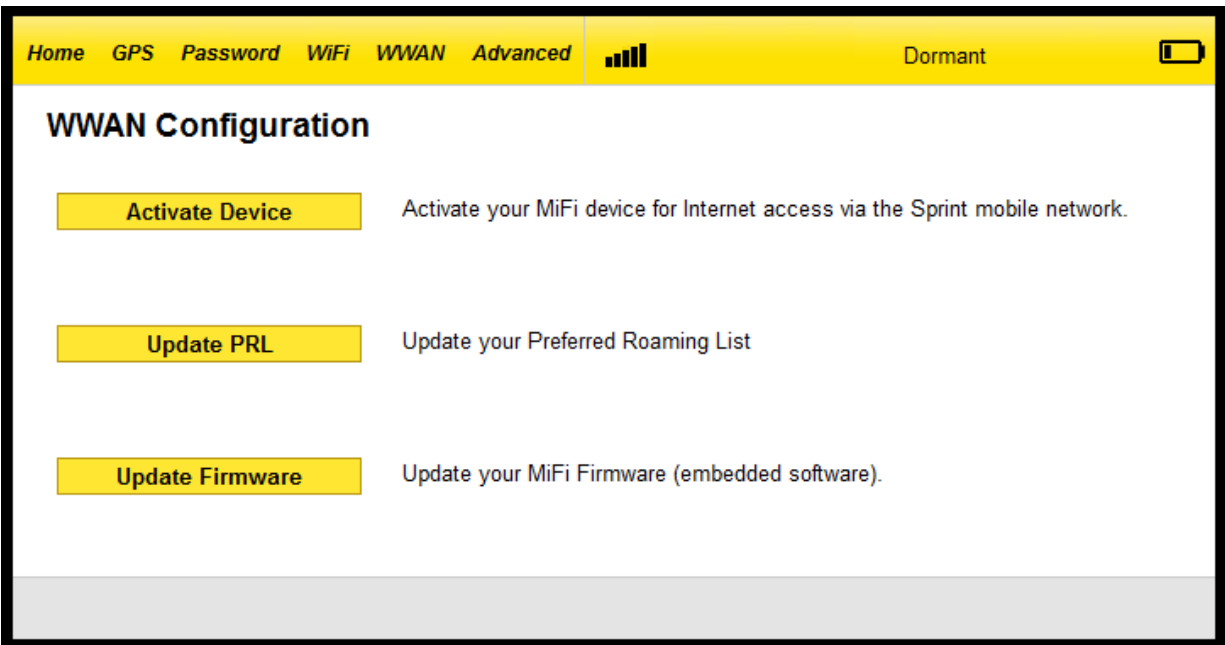 Home GPS Password WiFi WWAN Advanced Dormant
WWAN Configuration
Activate Device Activate your MiFi device for Internet access via the Sprint mobile network.
Update PRL Update your Preferred Roaming List
Update Firmware Update your MiFi Firmware (embedded software).